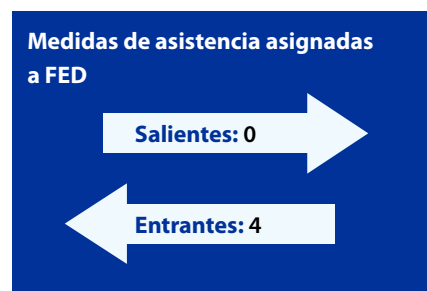 Medidas de asistencia asignadas
a FED
Salientes: 0
Entrantes: 4